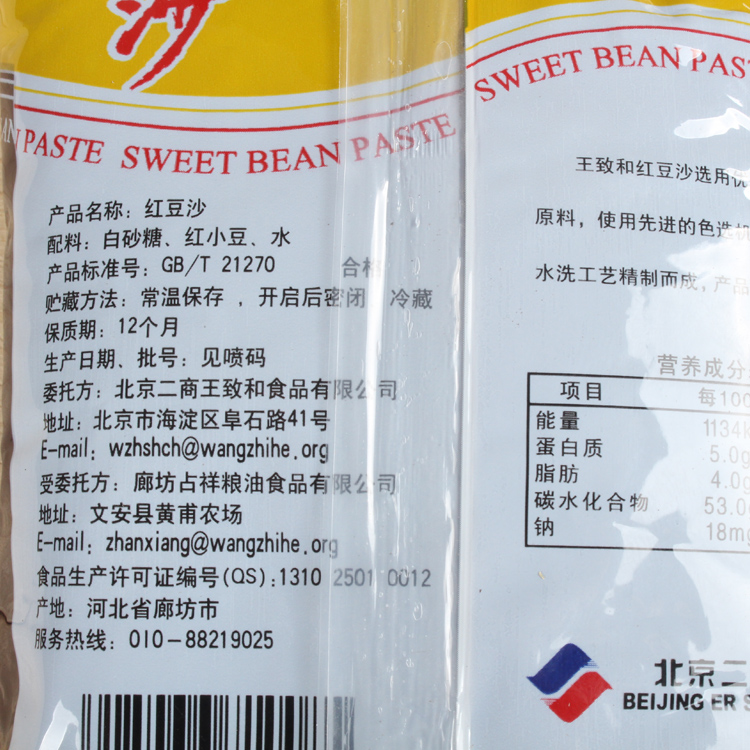 沙
SWEET BEAN PAS
PASTE SWEET BEAN PASTE
产品名称：红豆沙
配料：白砂糖、红小豆、水
产品标准号：GB/T 21270 合格
贮藏方法：常温保存，开启后密闭 冷藏
保质期：12个月
生产日期、批号：见喷码
委托方：北京二商王致和食品有限公司
地址：北京市海淀区阜石路41号
E-mail：wzhshch@wangzhihe.org
受委托方：廊坊占祥粮油食品有限公司
地址：文安县黄甫农场
E-mail：zhanxiang@wangzhihe.org
食品生产许可证编号(QS)：1310 2501 0012
产地：河北省廊坊市
服务热线：010-88219025
王致和红豆沙选用优
原料，使用先进的色选机
水洗工艺精制而成，产品
营养成分表
项目 每100
能量 1134k
蛋白质 5.0g
脂肪 4.0g
碳水化合物 53.0g
钠 18mg
北京二
BEIJING ER S